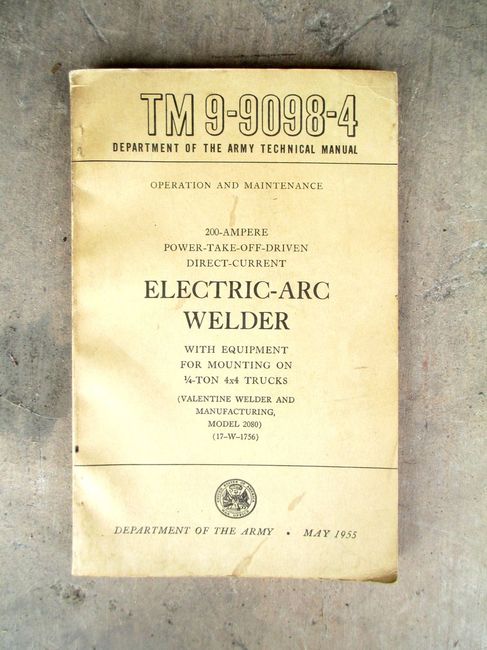 TM 9-9098-4
DEPARTMENT OF THE ARMY TECHNICAL MANUAL
OPERATION AND MAINTENANCE
200-AMPERE
POWER-TAKE-OFF-DRIVEN
DIRECT-CURRENT
ELECTRIC-ARC
WELDER
WITH EQUIPMENT
FOR MOUNTING ON
¼-TON 4x4 TRUCKS
(VALENTINE WELDER AND
MANUFACTURING,
MODEL 2080)
(17-W-1756)
DEPARTMENT OF THE ARMY • MAY 1955